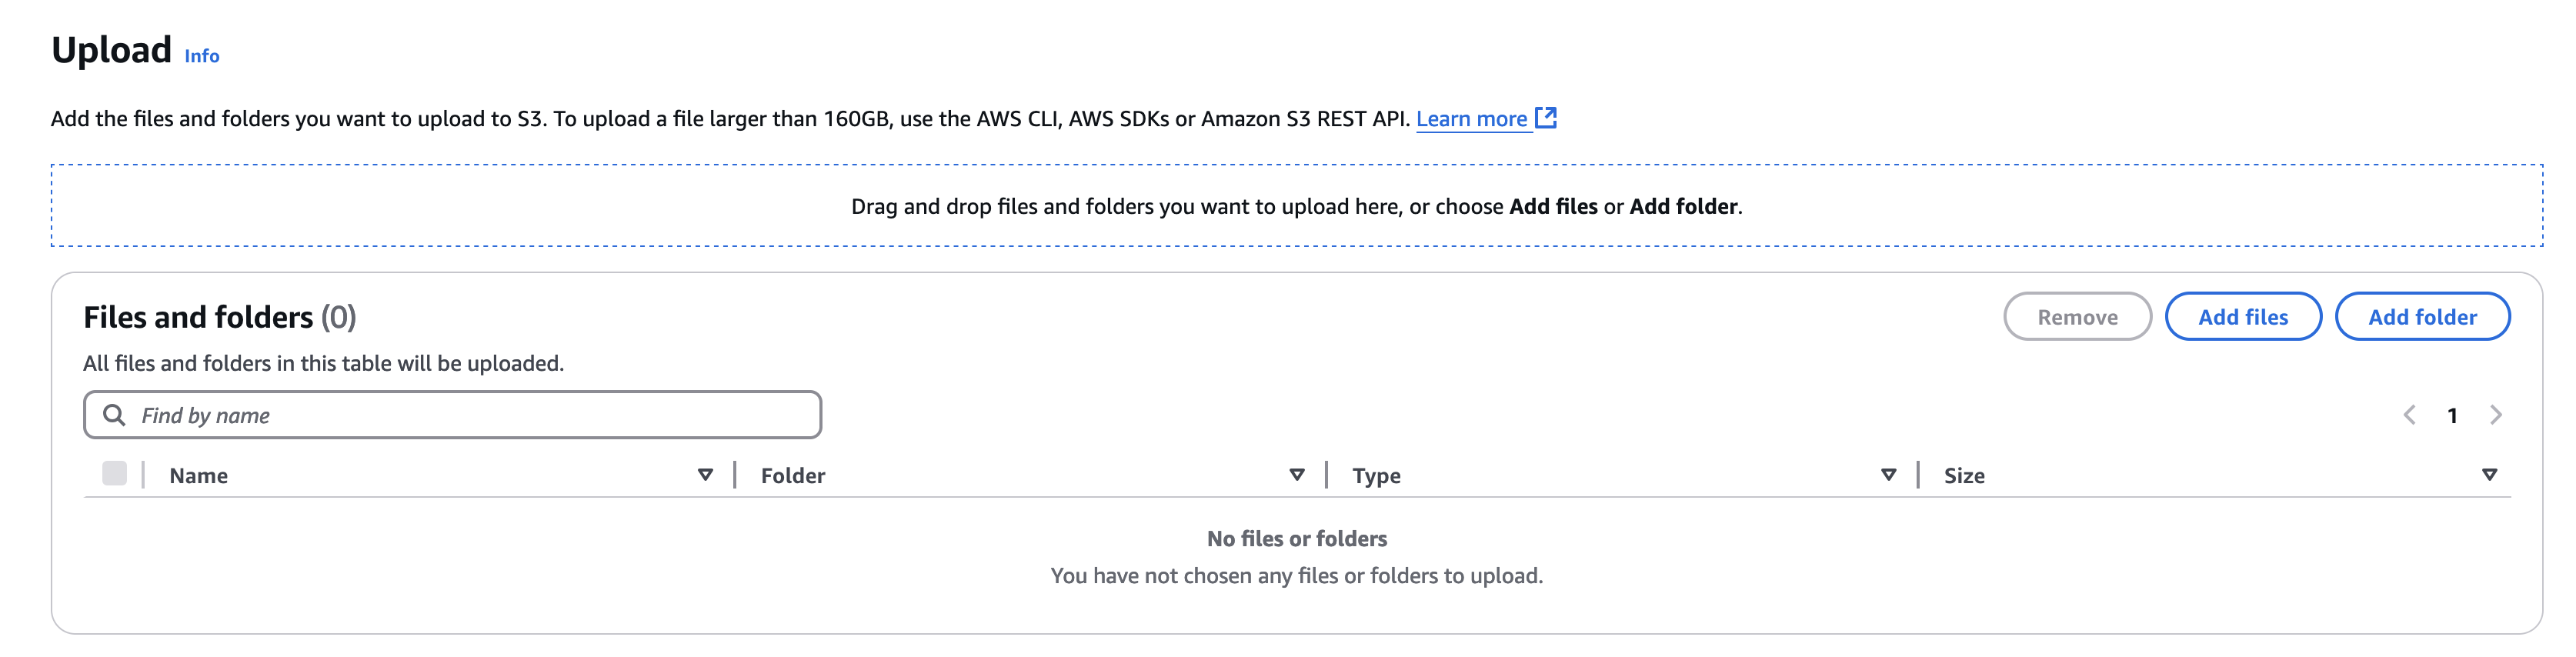 Upload Info
Add the files and folders you want to upload to S3. To upload a file larger than 160GB, use the AWS CLI, AWS SDKs or Amazon S3 REST API. Learn more
Drag and drop files and folders you want to upload here, or choose Add files or Add folder.
Files and folders (0)
Remove Add files Add folder
All files and folders in this table will be uploaded.
Find by name
1
Name Folder Type Size
No files or folders
You have not chosen any files or folders to upload.